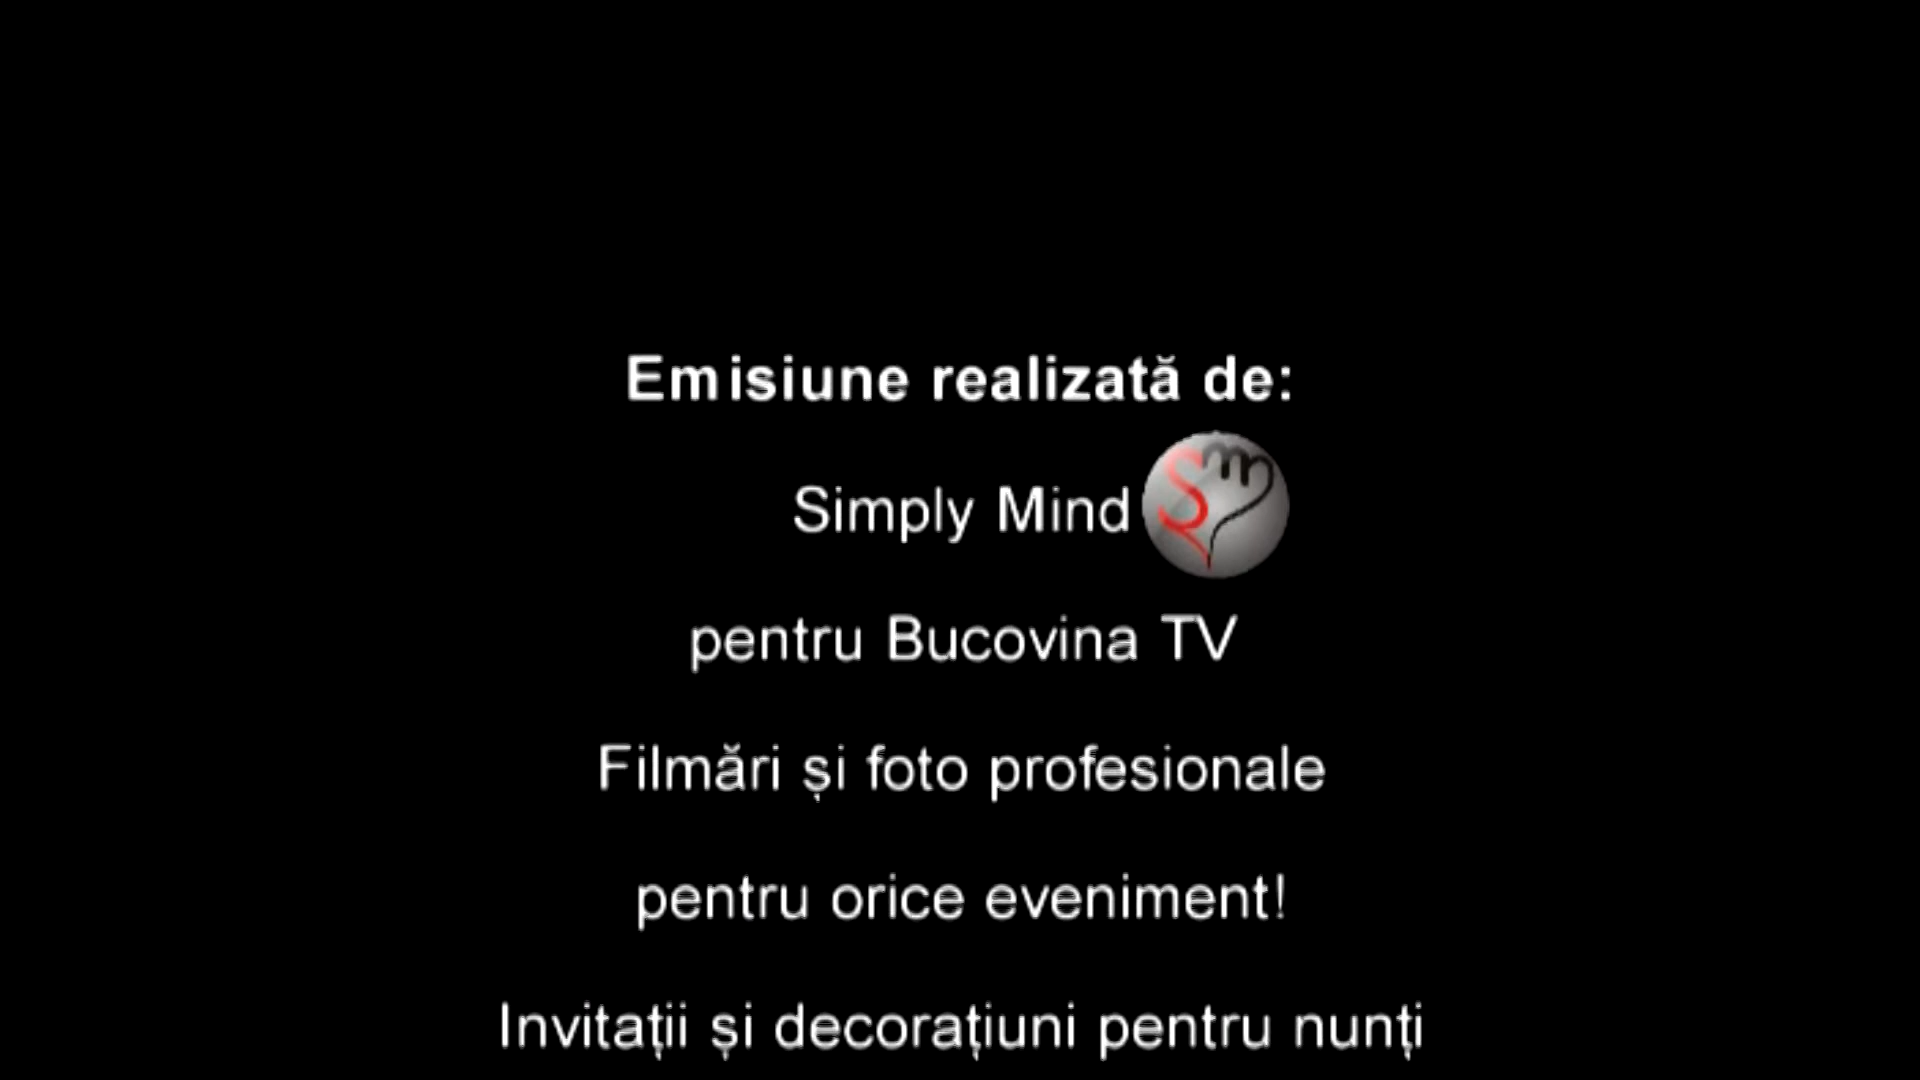 Emisiune realizată de:
Simply Mind
pentru Bucovina TV
Filmări și foto profesionale
pentru orice eveniment!
Invitații și decorațiuni pentru nunți